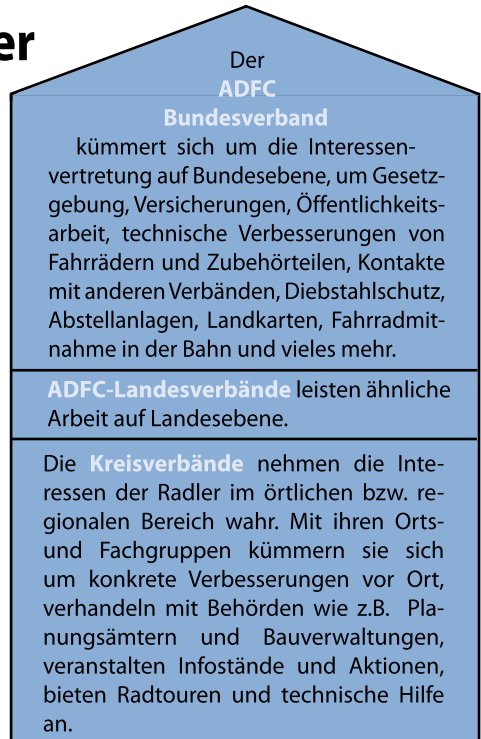 er
Der
ADFC
Bundesverband
kümmert sich um die Interessen-
vertretung auf Bundesebene, um Gesetz-
gebung, Versicherungen, Öffentlichkeits-
arbeit, technische Verbesserungen von
Fahrrädern und Zubehörteilen, Kontakte
mit anderen Verbänden, Diebstahlschutz,
Abstellanlagen, Landkarten, Fahrradmit-
nahme in der Bahn und vieles mehr.
ADFC-Landesverbände leisten ähnliche
Arbeit auf Landesebene.
Die Kreisverbände nehmen die Inte-
ressen der Radler im örtlichen bzw. re-
gionalen Bereich wahr. Mit ihren Orts-
und Fachgruppen kümmern sie sich
um konkrete Verbesserungen vor Ort,
verhandeln mit Behörden wie z.B. Pla-
nungsämtern und Bauverwaltungen,
veranstalten Infostände und Aktionen,
bieten Radtouren und technische Hilfe
an.